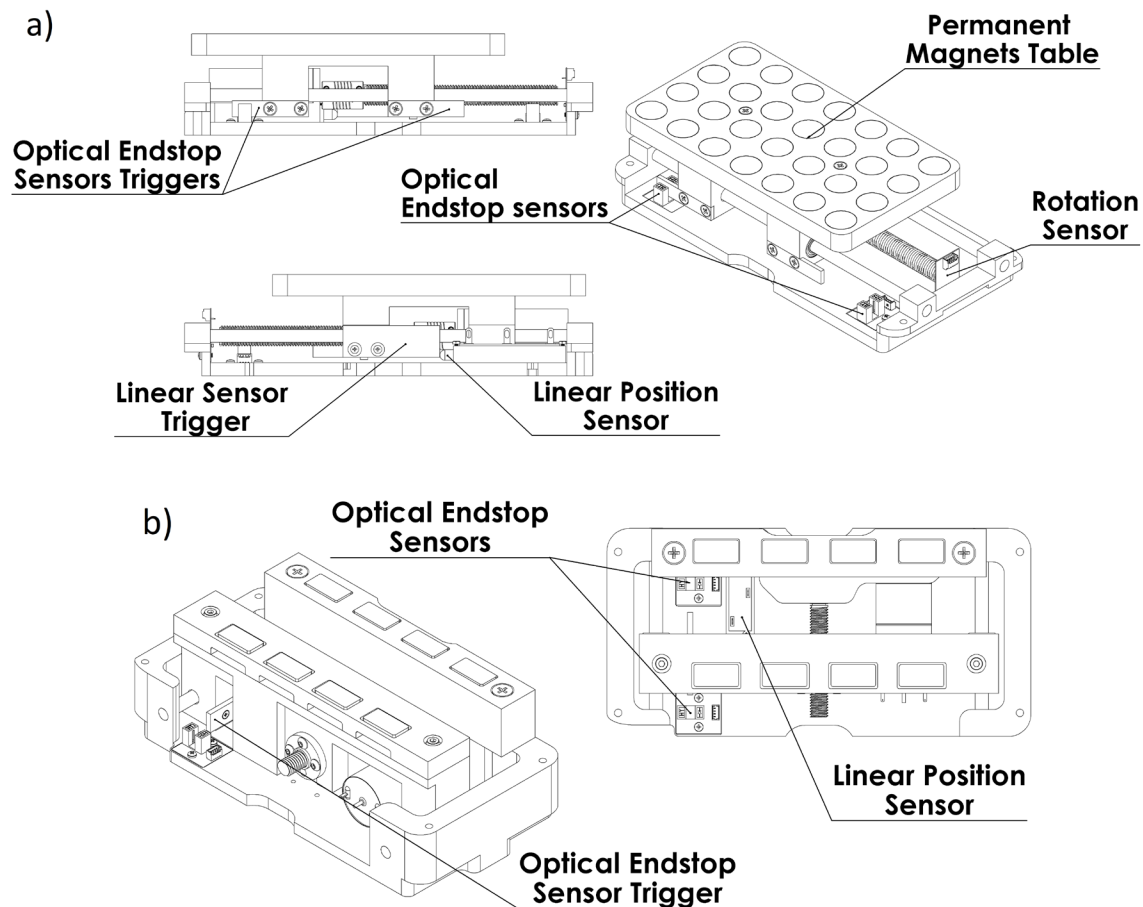 a)
Optical Endstop
Sensors Triggers
Permanent
Magnets Table
Optical
Endstop sensors
Rotation
Sensor
Linear Sensor
Trigger
Linear Position
Sensor
b)
Optical Endstop
Sensors
Linear Position
Sensor
Optical Endstop
Sensor Trigger